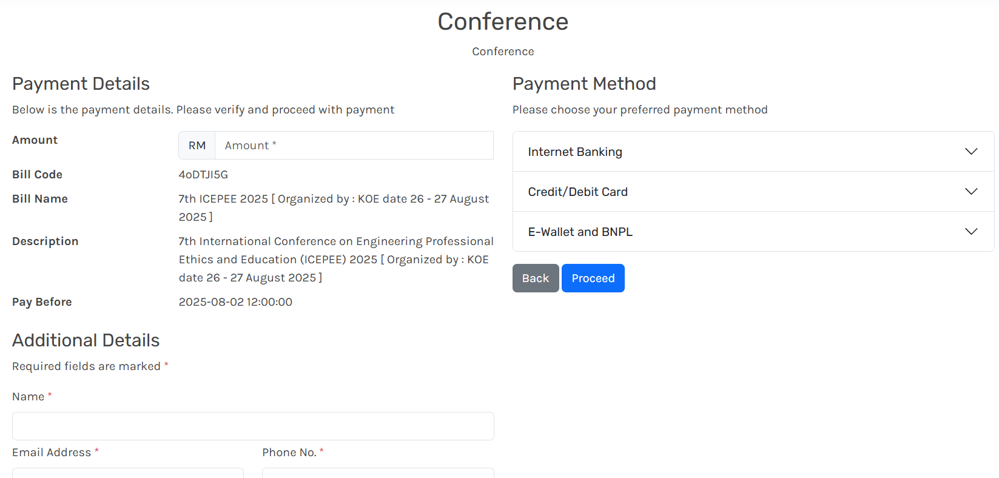 Conference
Conference
Payment Details
Below is the payment details. Please verify and proceed with payment
Amount
RM
Amount *
Bill Code
4oDTJI5G
Bill Name
7th ICEPEE 2025 [ Organized by : KOE date 26 - 27 August
2025 ]
Description
7th International Conference on Engineering Professional
Ethics and Education (ICEPEE) 2025 [ Organized by : KOE
date 26 - 27 August 2025 ]
Pay Before
2025-08-02 12:00:00
Additional Details
Required fields are marked *
Name *
Email Address *
Phone No. *
Payment Method
Please choose your preferred payment method
Internet Banking
Credit/Debit Card
E-Wallet and BNPL
Back
Proceed